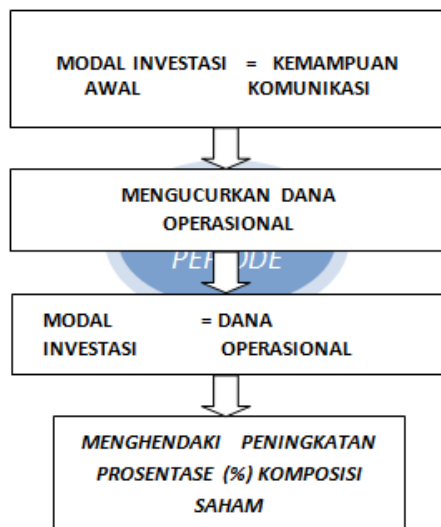 MODAL INVESTASI = KEMAMPUAN
AWAL KOMUNIKASI
MENGUCURKAN DANA
OPERASIONAL
MODAL = DANA
INVESTASI OPERASIONAL
MENGHENDAKI PENINGKATAN
PROSENTASE (%) KOMPOSISI
SAHAM